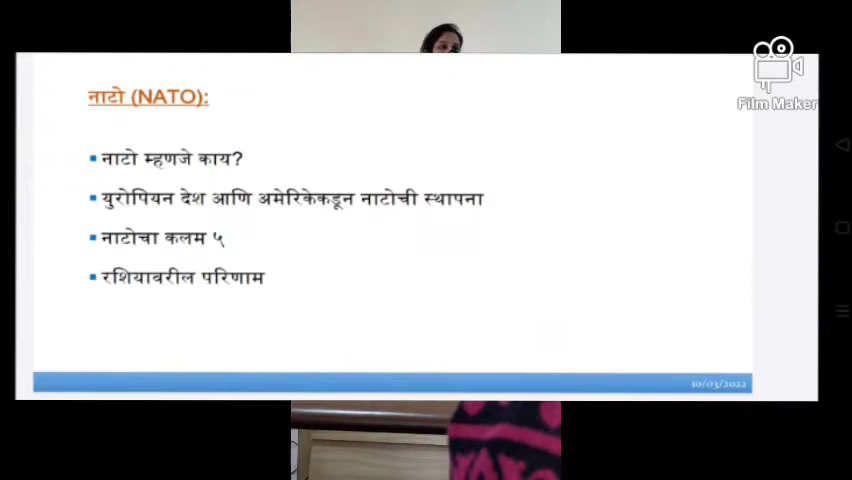 नाटो (NATO):
Film Maker
नाटो म्हणजे काय?
युरोपियन देश आणि अमेरिकेकडून नाटोची स्थापना
नाटोचा कलम ५
रशियावरील परिणाम
10/03/2022